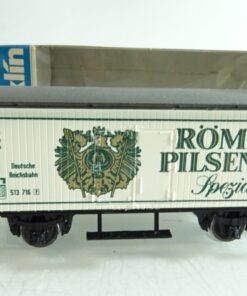 klin
RÖM
PILSEN
Spezia
Deutsche
Reichsbahn
513 716 P